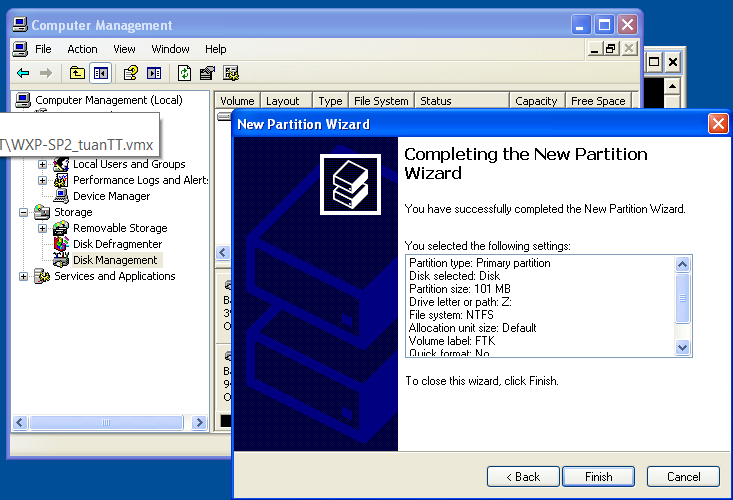 Computer Management
File Action View Window Help
Computer Management (Local)
T\WXP-SP2_tuanTT.vmx
Local Users and Groups
Performance Logs and Alerts
Device Manager
Storage
Removable Storage
Disk Defragmenter
Disk Management
Services and Applications
Volume Layout Type File System Status Capacity Free Space
New Partition Wizard
Completing the New Partition
Wizard
You have successfully completed the New Partition Wizard.
You selected the following settings:
Partition type: Primary partition
Disk selected: Disk
Partition size: 101 MB
Drive letter or path: Z:
File system: NTFS
Allocation unit size: Default
Volume label: FTK
Quick format: No
To close this wizard, click Finish.
< Back Finish Cancel